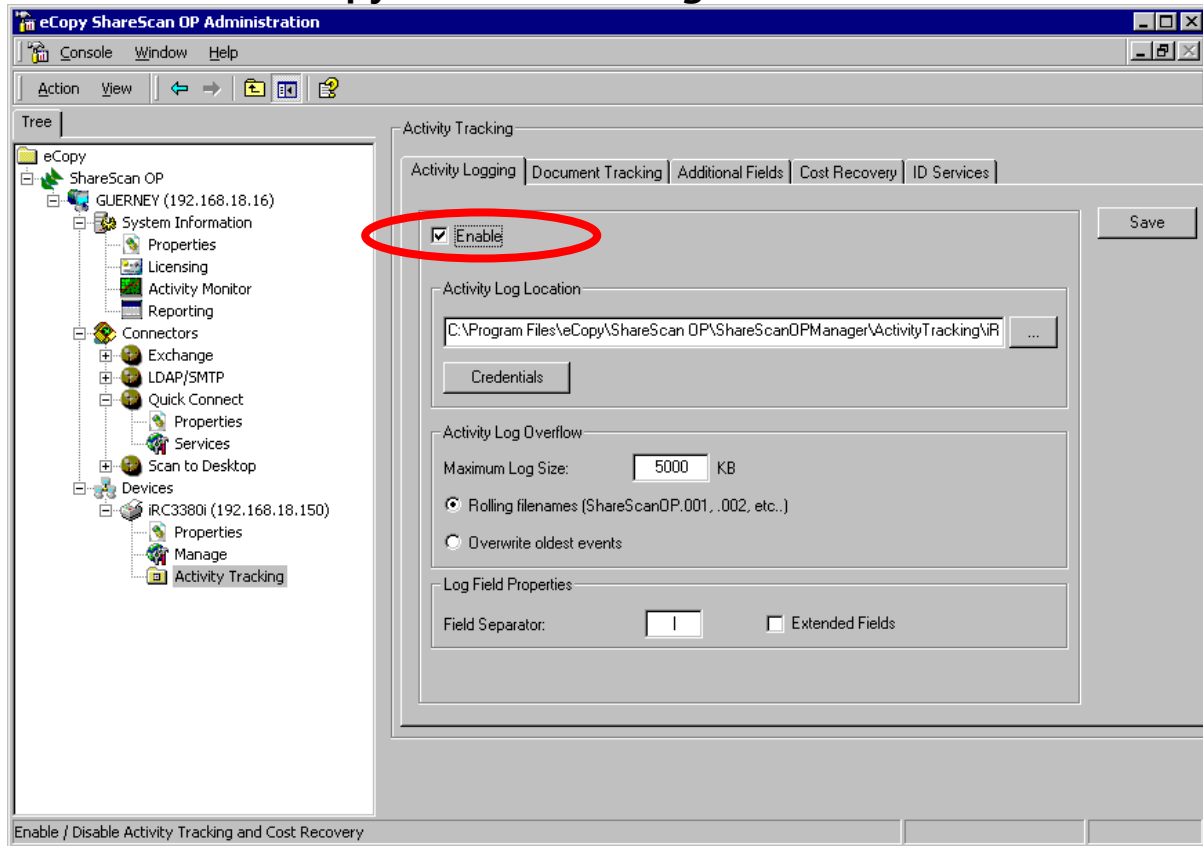 eCopy ShareScan OP Administration
Console Window Help
Action View
Tree
eCopy
ShareScan OP
GUERNEY (192.168.18.16)
System Information
Properties
Licensing
Activity Monitor
Reporting
Connectors
Exchange
LDAP/SMTP
Quick Connect
Properties
Services
Scan to Desktop
Devices
iRC3380i (192.168.18.150)
Properties
Manage
Activity Tracking
Activity Tracking
Activity Logging Document Tracking Additional Fields Cost Recovery ID Services
Enable
Save
Activity Log Location
C:\Program Files\eCopy\ShareScan OP\ShareScanOPManager\ActivityTracking\iR ...
Credentials
Activity Log Overflow
Maximum Log Size: 5000 KB
Rolling filenames (ShareScanOP.001, .002, etc..)
Overwrite oldest events
Log Field Properties
Field Separator: | Extended Fields
Enable / Disable Activity Tracking and Cost Recovery